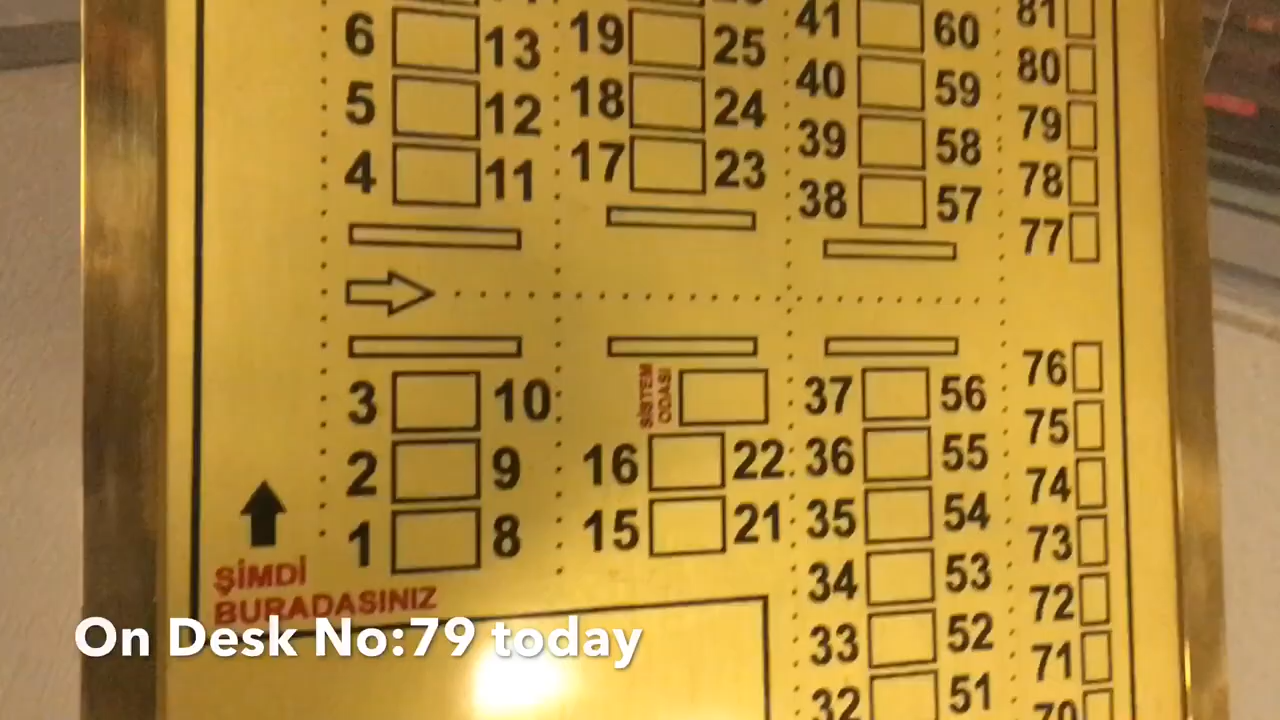 41 60 81
6 13 19 25 40 59 80
5 12 18 24 39 58 79
4 11 17 23 38 57 78
77
76
3 10 SİSTEM ODASI 37 56 75
2 9 16 22 36 55 74
1 8 15 21 35 54 73
34 53 72
33 52 71
32 51 70
ŞİMDİ
BURADASINIZ
On Desk No:79 today